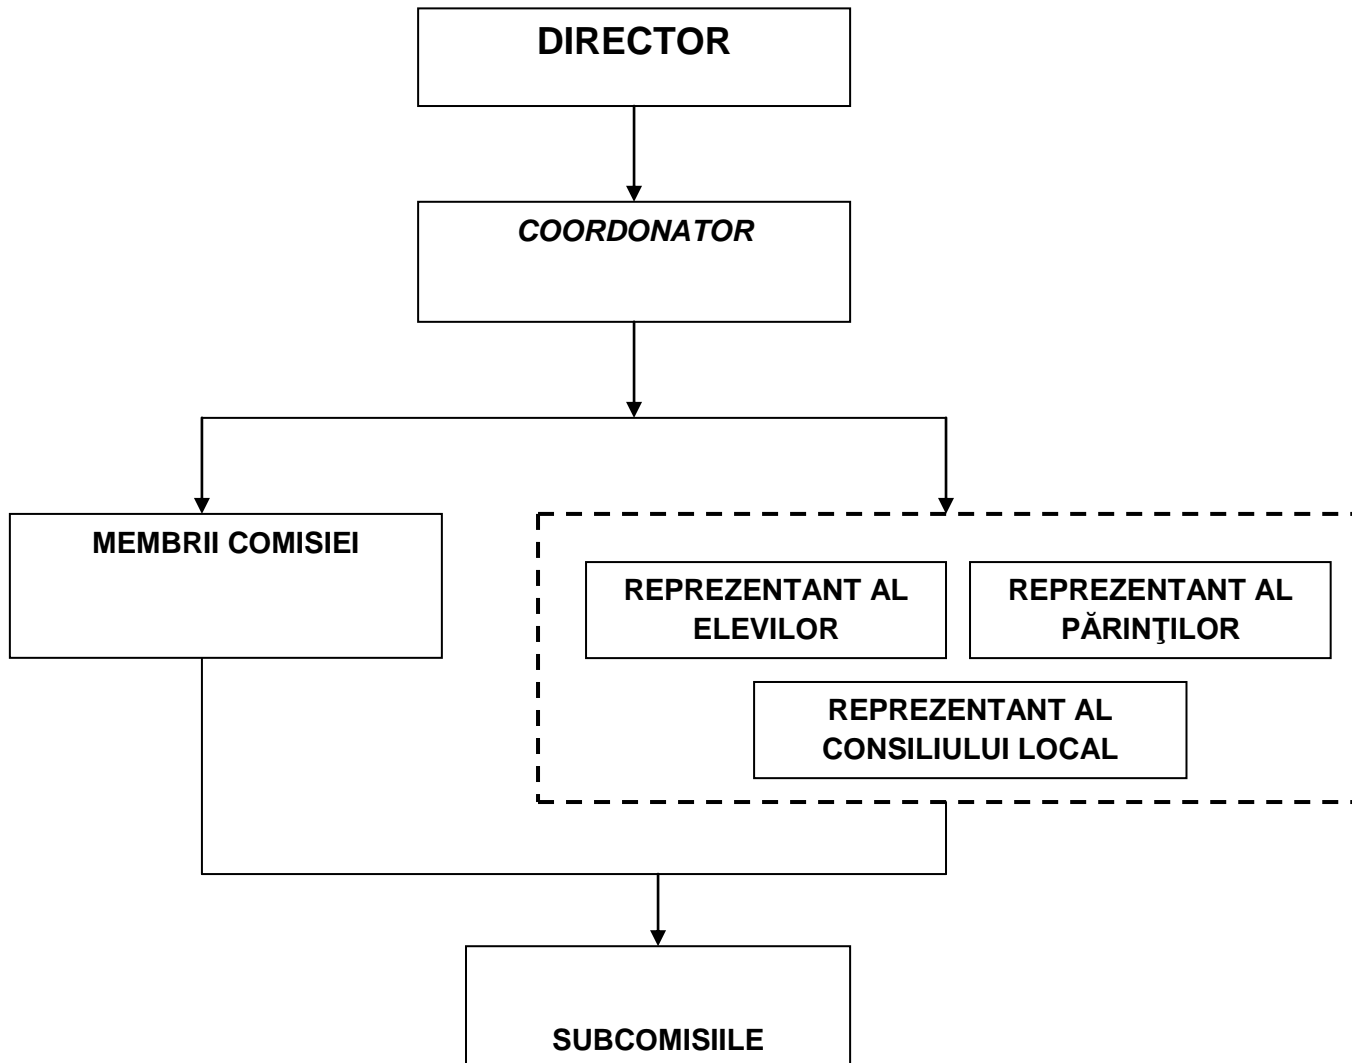 DIRECTOR
COORDONATOR
MEMBRII COMISIEI
REPREZENTANT AL
ELEVILOR
REPREZENTANT AL
PĂRINŢILOR
REPREZENTANT AL
CONSILIULUI LOCAL
SUBCOMISIILE